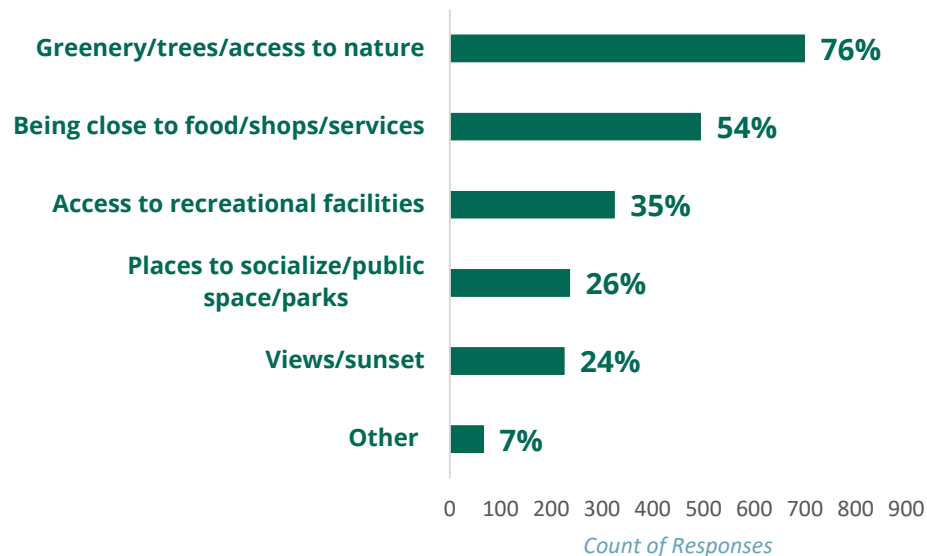 Greenery/trees/access to nature 76%
Being close to food/shops/services 54%
Access to recreational facilities 35%
Places to socialize/public
space/parks 26%
Views/sunset 24%
Other 7%
0 100 200 300 400 500 600 700 800 900
Count of Responses